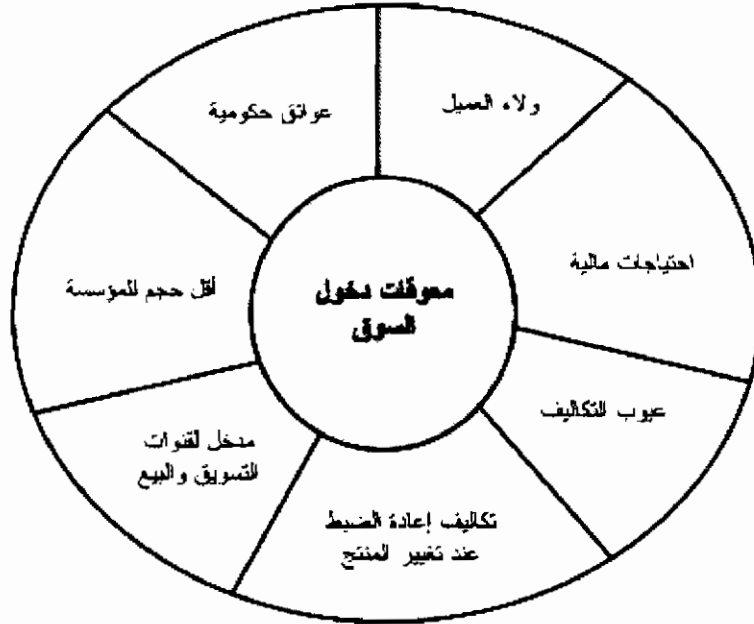 ولاء العميل
عوائق حكومية
احتياجات مالية
أقل حجم للمؤسسة
معوقات دخول
السوق
عيوب التكاليف
مدخل لقنوات
التسويق والبيع
تكاليف إعادة الضبط
عند تغيير المنتج